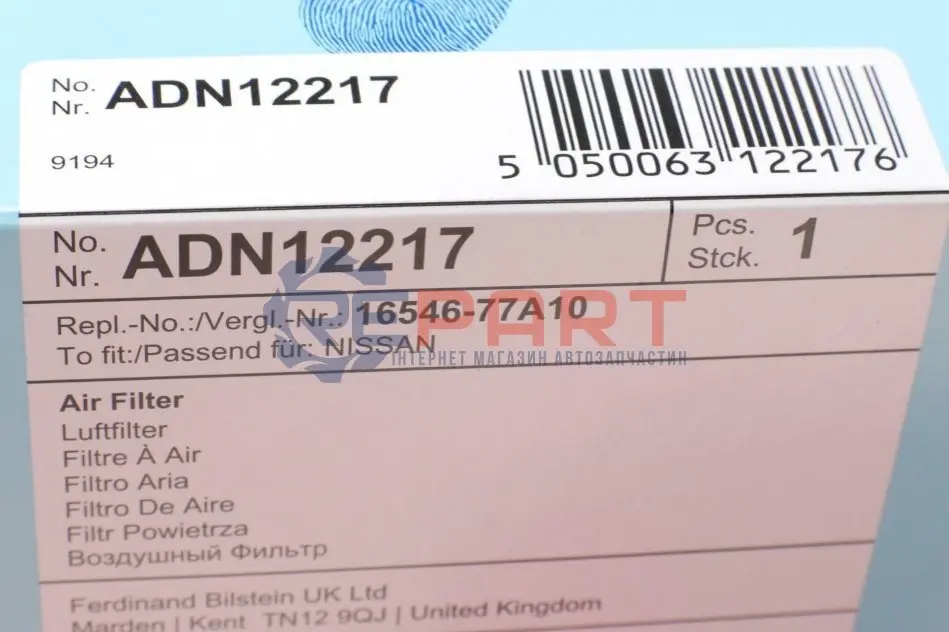 No.
Nr. ADN12217
9194
5 050063 122176
No.
Nr. ADN12217
Pcs.
Stck. 1
Repl.-No.:/Vergl.-Nr.: 16546-77A10
To fit:/Passend für: NISSAN
REPART
ІНТЕРНЕТ МАГАЗИН АВТОЗАПЧАСТИН
Air Filter
Luftfilter
Filtre À Air
Filtro Aria
Filtro De Aire
Filtr Powietrza
Воздушный Фильтр
Ferdinand Bilstein UK Ltd
Marden | Kent TN12 9QJ | United Kingdom